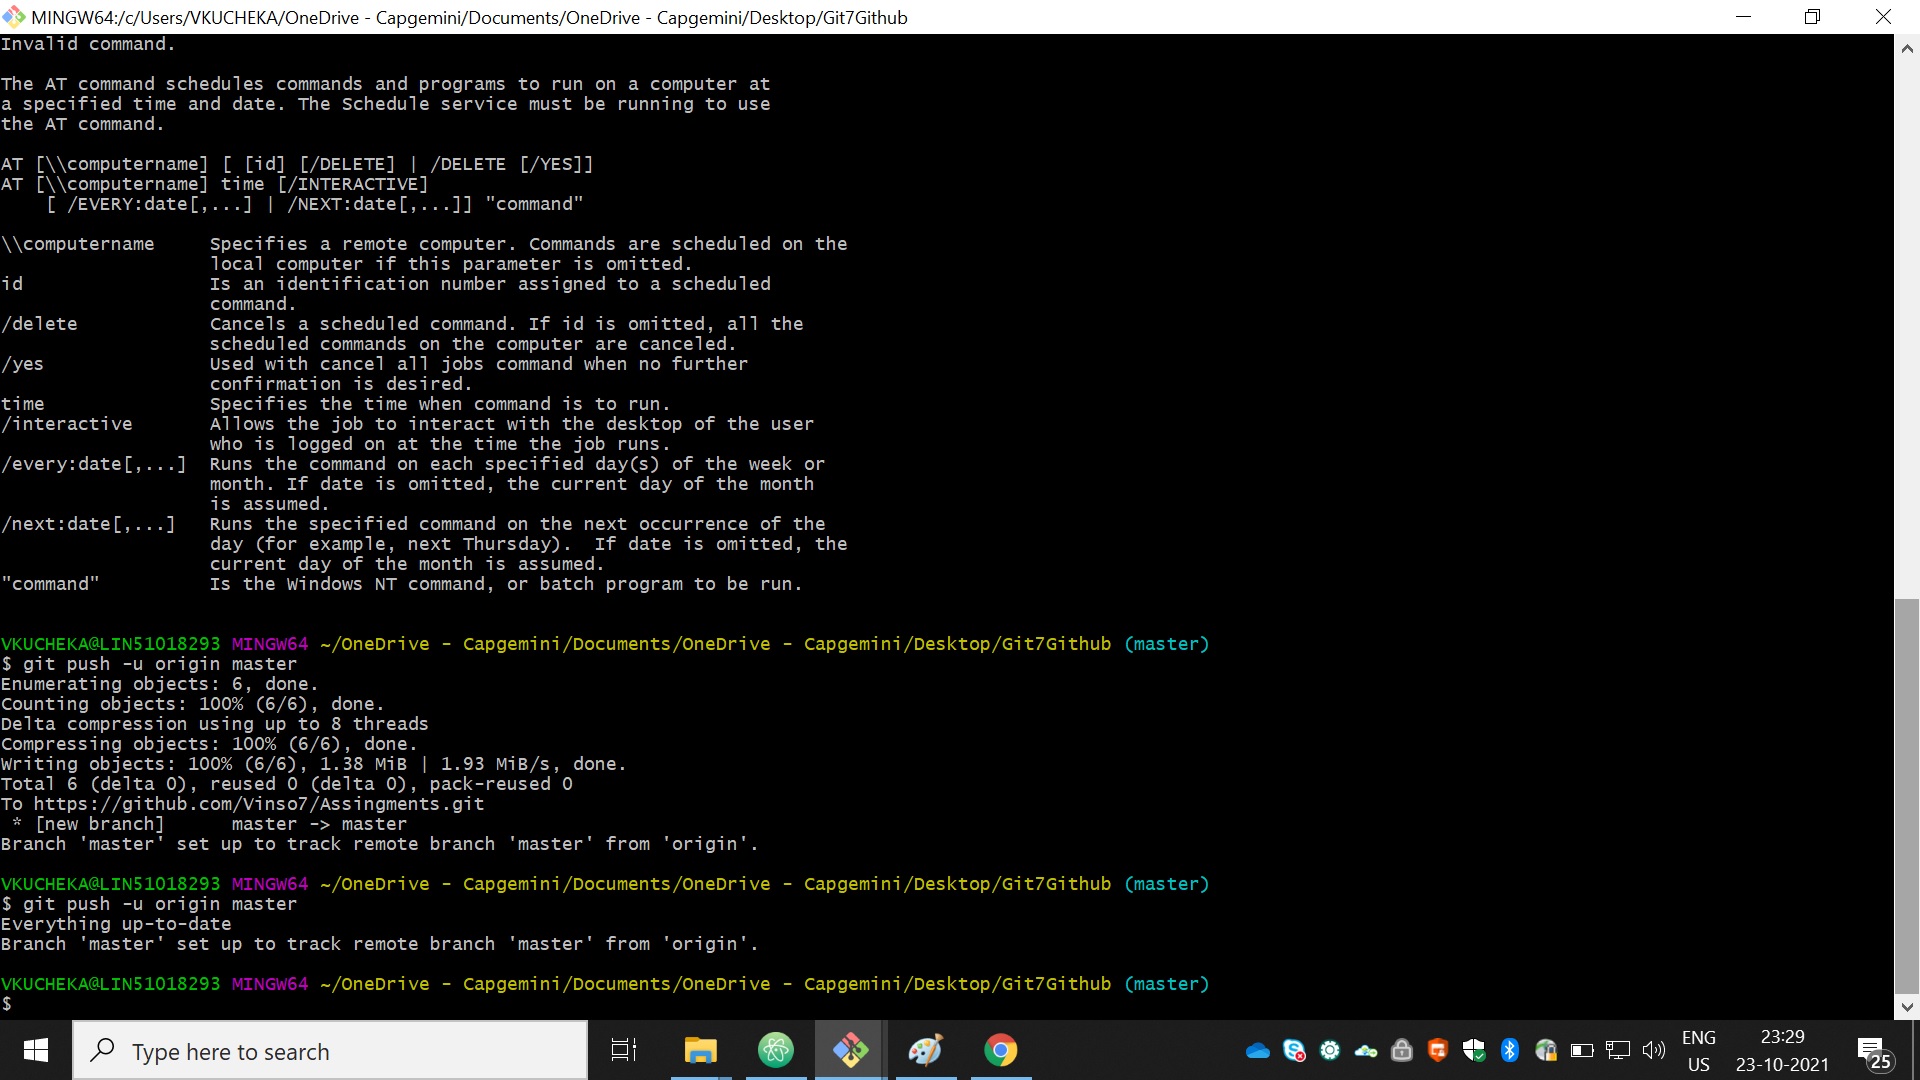 MINGW64:/c/Users/VKUCHEKA/OneDrive - Capgemini/Documents/OneDrive - Capgemini/Desktop/Git7Github
Invalid command.
The AT command schedules commands and programs to run on a computer at
a specified time and date. The Schedule service must be running to use
the AT command.
AT [\\computername] [ [id] [/DELETE] | /DELETE [/YES]]
AT [\\computername] time [/INTERACTIVE]
[ /EVERY:date[,...] | /NEXT:date[,...]] "command"
\\computername Specifies a remote computer. Commands are scheduled on the
local computer if this parameter is omitted.
id Is an identification number assigned to a scheduled
command.
/delete Cancels a scheduled command. If id is omitted, all the
scheduled commands on the computer are canceled.
/yes Used with cancel all jobs command when no further
confirmation is desired.
time Specifies the time when command is to run.
/interactive Allows the job to interact with the desktop of the user
who is logged on at the time the job runs.
/every:date[,...] Runs the command on each specified day(s) of the week or
month. If date is omitted, the current day of the month
is assumed.
/next:date[,...] Runs the specified command on the next occurrence of the
day (for example, next Thursday). If date is omitted, the
current day of the month is assumed.
"command" Is the Windows NT command, or batch program to be run.
VKUCHEKA@LIN51018293 MINGW64 ~/OneDrive - Capgemini/Documents/OneDrive - Capgemini/Desktop/Git7Github (master)
$ git push -u origin master
Enumerating objects: 6, done.
Counting objects: 100% (6/6), done.
Delta compression using up to 8 threads
Compressing objects: 100% (6/6), done.
Writing objects: 100% (6/6), 1.38 MiB | 1.93 MiB/s, done.
Total 6 (delta 0), reused 0 (delta 0), pack-reused 0
To https://github.com/Vinso7/Assingments.git
* [new branch] master -> master
Branch 'master' set up to track remote branch 'master' from 'origin'.
VKUCHEKA@LIN51018293 MINGW64 ~/OneDrive - Capgemini/Documents/OneDrive - Capgemini/Desktop/Git7Github (master)
$ git push -u origin master
Everything up-to-date
Branch 'master' set up to track remote branch 'master' from 'origin'.
VKUCHEKA@LIN51018293 MINGW64 ~/OneDrive - Capgemini/Documents/OneDrive - Capgemini/Desktop/Git7Github (master)
$
Type here to search
ENG
US
23:29
23-10-2021
25